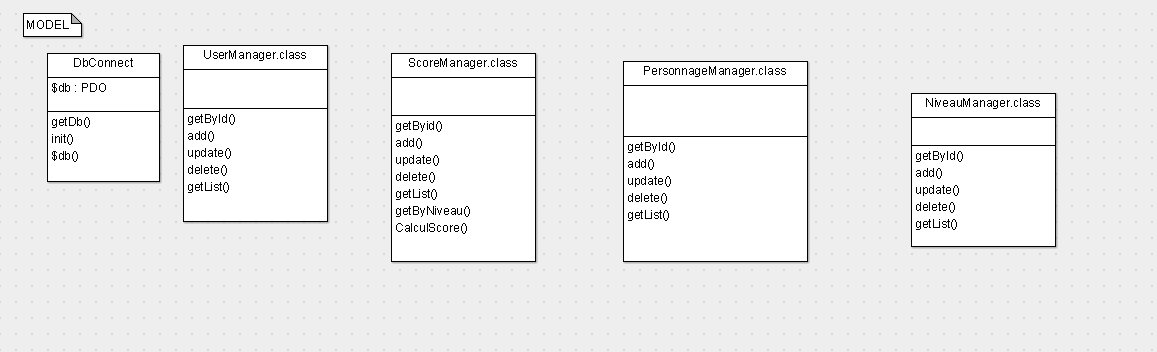 MODEL
DbConnect
$db : PDO
getDb()
init()
$db()
UserManager.class
getById()
add()
update()
delete()
getList()
ScoreManager.class
getByid()
add()
update()
delete()
getList()
getByNiveau()
CalculScore()
PersonnageManager.class
getById()
add()
update()
delete()
getList()
NiveauManager.class
getById()
add()
update()
delete()
getList()